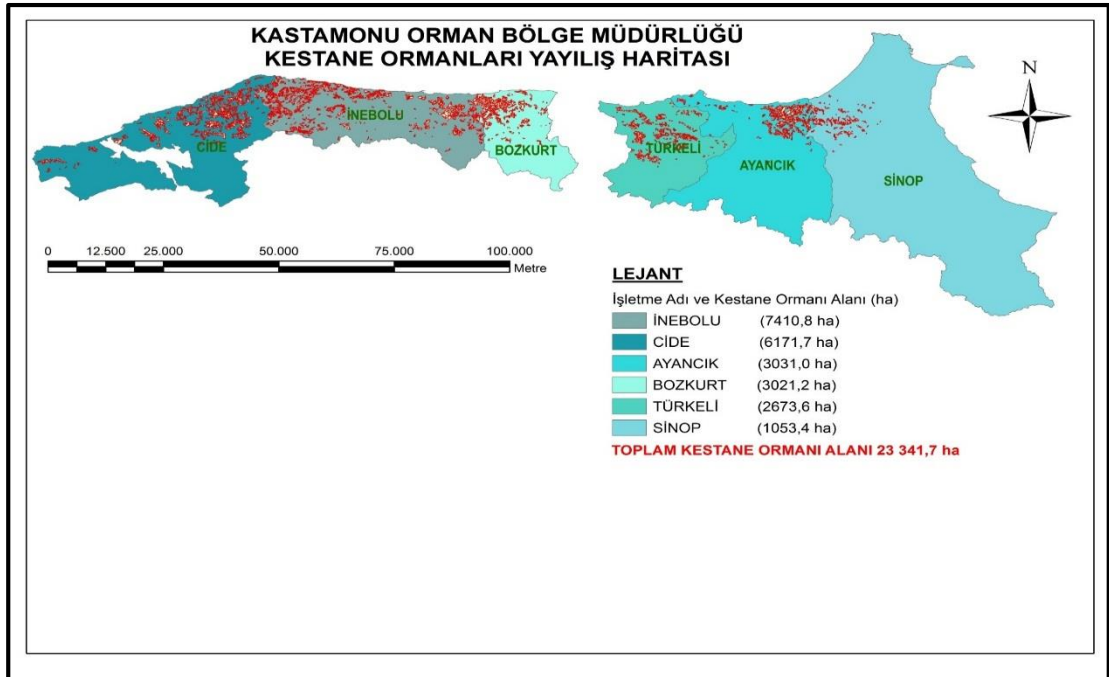 KASTAMONU ORMAN BÖLGE MÜDÜRLÜĞÜ
KESTANE ORMANLARI YAYILIŞ HARİTASI
N
İNEBOLU
CİDE
BOZKURT
TÜRKELİ
AYANCIK
SİNOP
0 12.500 25.000 50.000 75.000 100.000
Metre
LEJANT
İşletme Adı ve Kestane Ormanı Alanı (ha)
İNEBOLU (7410,8 ha)
CİDE (6171,7 ha)
AYANCIK (3031,0 ha)
BOZKURT (3021,2 ha)
TÜRKELİ (2673,6 ha)
SİNOP (1053,4 ha)
TOPLAM KESTANE ORMANI ALANI 23 341,7 ha